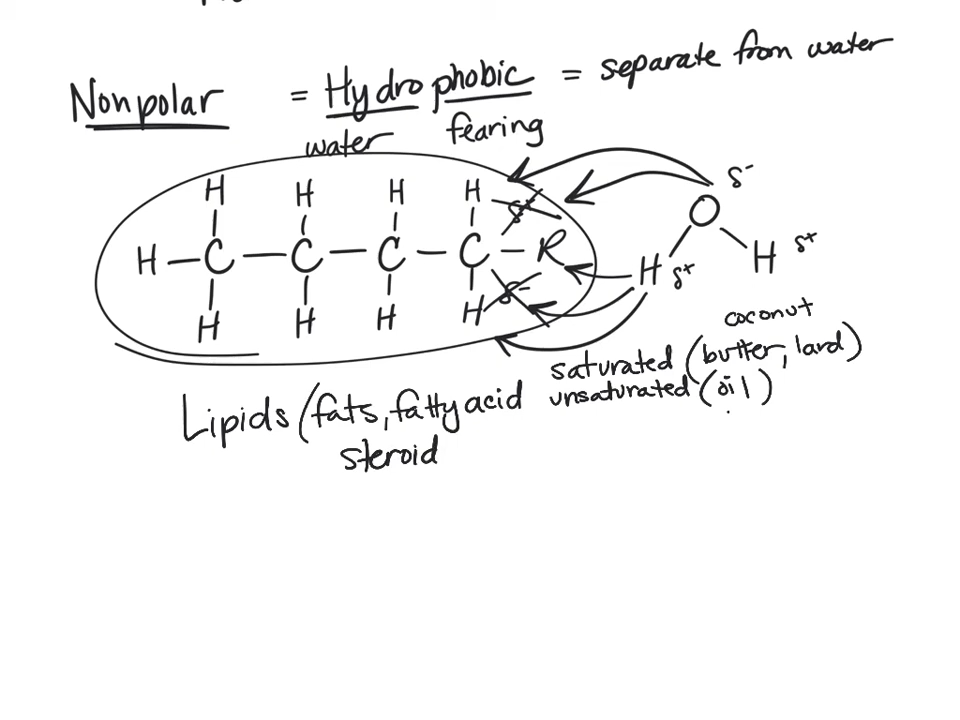 Nonpolar = Hydrophobic = separate from water
water fearing
H H H H δ-
δ+ O
H - C - C - C - C - R H δ+ H δ+
δ-
H H H H
coconut
saturated (butter, lard)
unsaturated (oil)
Lipids (fats, fatty acid
steroid